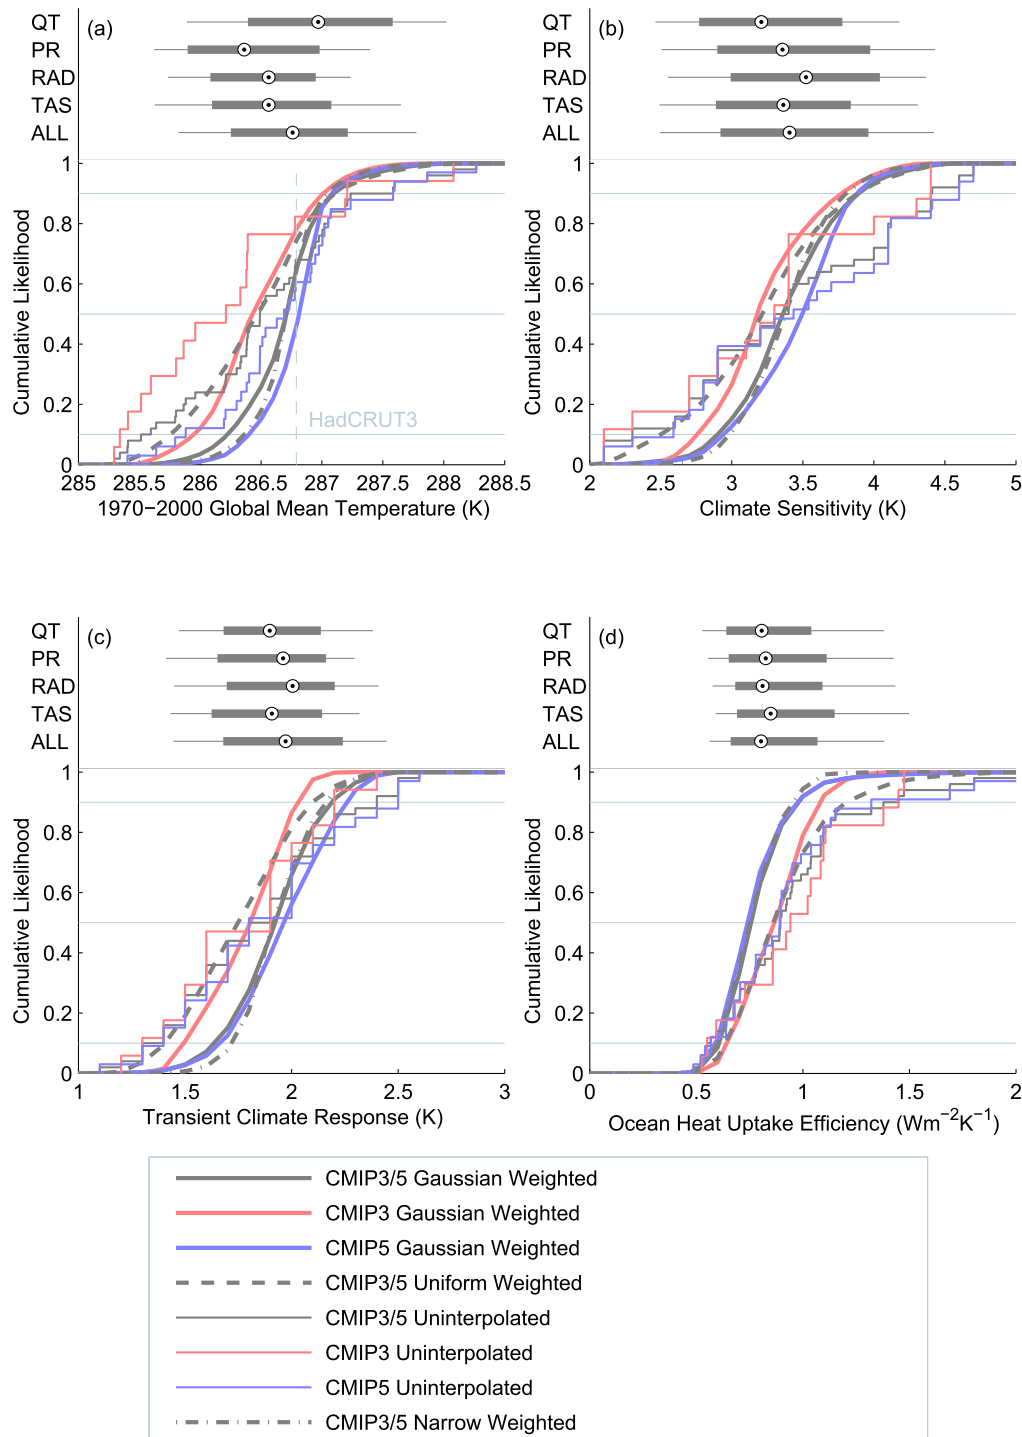 QT
PR
RAD
TAS
ALL
(a)
1
0.8
0.6
0.4
0.2
0
Cumulative Likelihood
HadCRUT3
285 285.5 286 286.5 287 287.5 288 288.5
1970−2000 Global Mean Temperature (K)
QT
PR
RAD
TAS
ALL
(b)
1
0.8
0.6
0.4
0.2
0
Cumulative Likelihood
2 2.5 3 3.5 4 4.5 5
Climate Sensitivity (K)
QT
PR
RAD
TAS
ALL
(c)
1
0.8
0.6
0.4
0.2
0
Cumulative Likelihood
1 1.5 2 2.5 3
Transient Climate Response (K)
QT
PR
RAD
TAS
ALL
(d)
1
0.8
0.6
0.4
0.2
0
Cumulative Likelihood
0 0.5 1 1.5 2
Ocean Heat Uptake Efficiency (Wm⁻²K⁻¹)
CMIP3/5 Gaussian Weighted
CMIP3 Gaussian Weighted
CMIP5 Gaussian Weighted
CMIP3/5 Uniform Weighted
CMIP3/5 Uninterpolated
CMIP3 Uninterpolated
CMIP5 Uninterpolated
CMIP3/5 Narrow Weighted